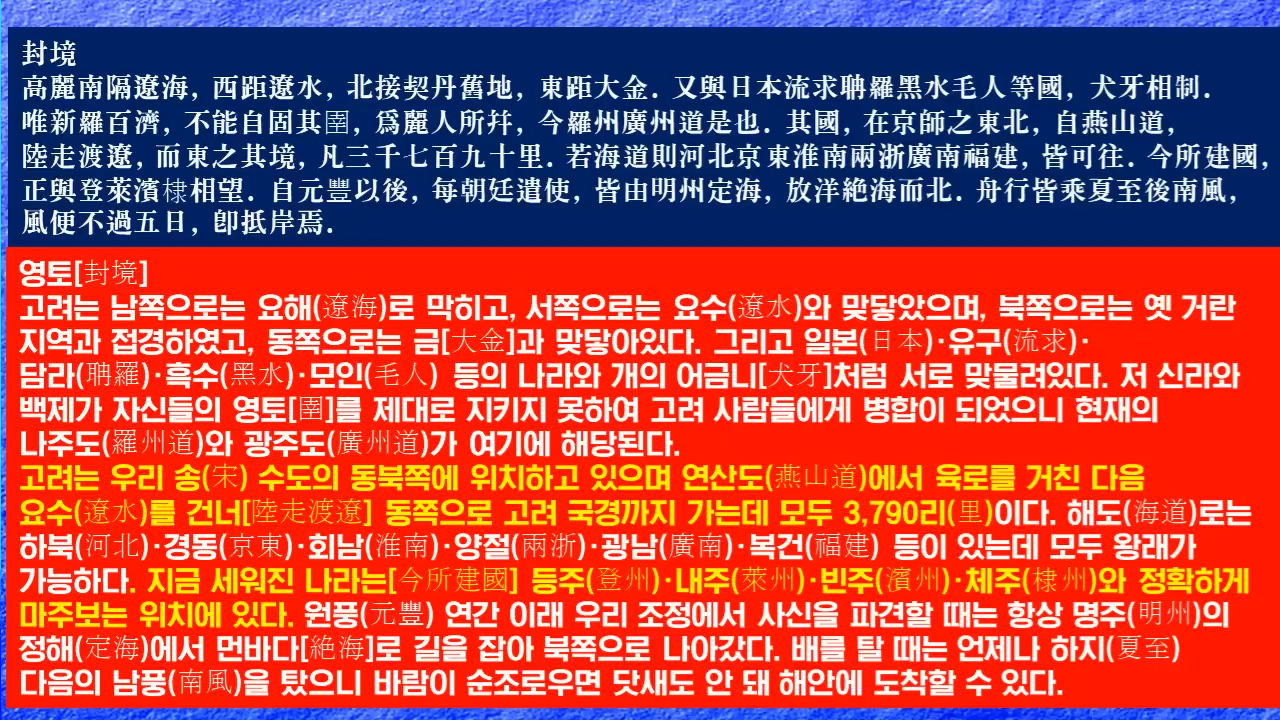 封境
高麗南隔遼海, 西距遼水, 北接契丹舊地, 東距大金. 又與日本流求聃羅黑水毛人等國, 犬牙相制.
唯新羅百濟, 不能自固其圉, 爲麗人所幷, 今羅州廣州道是也. 其國, 在京師之東北, 自燕山道,
陸走渡遼, 而東之其境, 凡三千七百九十里. 若海道則河北京東淮南兩浙廣南福建, 皆可往. 今所建國,
正與登萊濱棣相望. 自元豐以後, 每朝廷遣使, 皆由明州定海, 放洋絶海而北. 舟行皆乘夏至後南風,
風便不過五日, 卽抵岸焉.
영토[封境]
고려는 남쪽으로는 요해(遼海)로 막히고, 서쪽으로는 요수(遼水)와 맞닿았으며, 북쪽으로는 옛 거란
지역과 접경하였고, 동쪽으로는 금[大金]과 맞닿아있다. 그리고 일본(日本)·유구(流求)·
담라(聃羅)·흑수(黑水)·모인(毛人) 등의 나라와 개의 어금니[犬牙]처럼 서로 맞물려있다. 저 신라와
백제가 자신들의 영토[圉]를 제대로 지키지 못하여 고려 사람들에게 병합이 되었으니 현재의
나주도(羅州道)와 광주도(廣州道)가 여기에 해당된다.
고려는 우리 송(宋) 수도의 동북쪽에 위치하고 있으며 연산도(燕山道)에서 육로를 거친 다음
요수(遼水)를 건너[陸走渡遼] 동쪽으로 고려 국경까지 가는데 모두 3,790리(里)이다. 해도(海道)로는
하북(河北)·경동(京東)·회남(淮南)·양절(兩浙)·광남(廣南)·복건(福建) 등이 있는데 모두 왕래가
가능하다. 지금 세워진 나라는[今所建國] 등주(登州)·내주(萊州)·빈주(濱州)·체주(棣州)와 정확하게
마주보는 위치에 있다. 원풍(元豐) 연간 이래 우리 조정에서 사신을 파견할 때는 항상 명주(明州)의
정해(定海)에서 먼바다[絶海]로 길을 잡아 북쪽으로 나아갔다. 배를 탈 때는 언제나 하지(夏至)
다음의 남풍(南風)을 탔으니 바람이 순조로우면 닷새도 안 돼 해안에 도착할 수 있다.